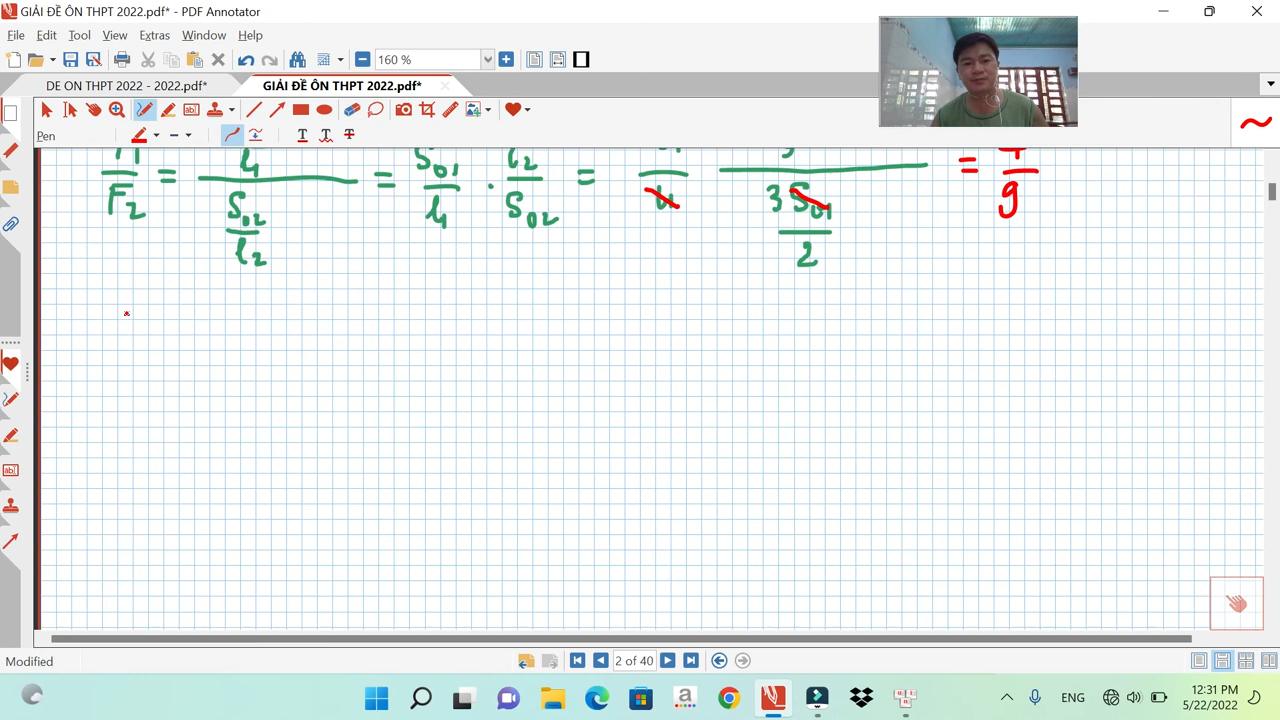 GIẢI ĐỀ ÔN THPT 2022.pdf* - PDF Annotator
File Edit Tool View Extras Window Help
160 %
DE ON THPT 2022 - 2022.pdf* GIẢI ĐỀ ÔN THPT 2022.pdf*
Pen
F₂ = l₁ / (S₀₂ / l₂) = S₀₁ / l₁ . l₂ / S₀₂ = 3 S₀₁ / 2 = 9
2 of 40
Modified
12:31 PM
ENG
5/22/2022